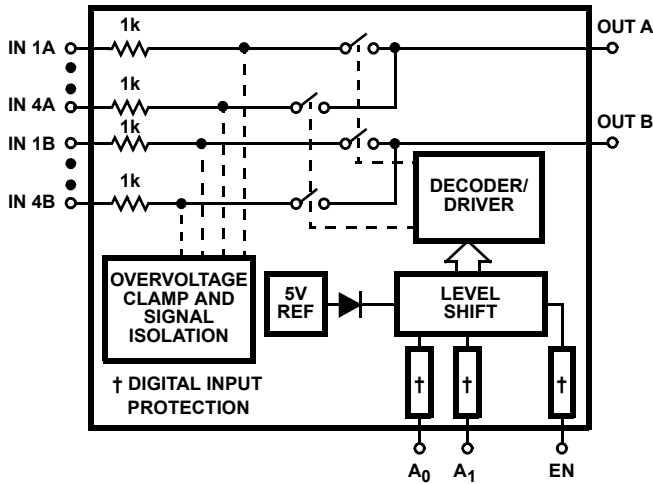 1k
IN 1A
OUT A
1k
IN 4A
1k
IN 1B
OUT B
1k
IN 4B
DECODER/
DRIVER
OVERVOLTAGE
CLAMP AND
SIGNAL
ISOLATION
5V
REF
LEVEL
SHIFT
† DIGITAL INPUT
PROTECTION
† † †
A0 A1 EN